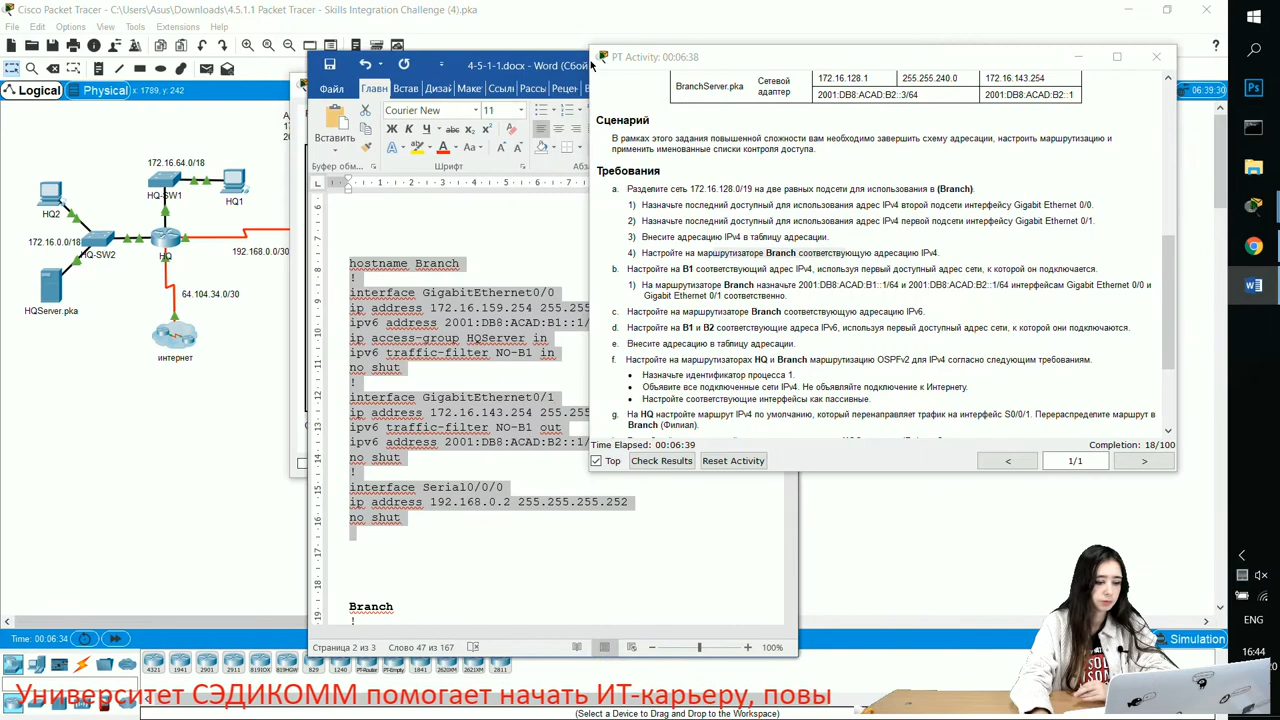 Cisco Packet Tracer - C:\Users\Asus\Downloads\4.5.1.1 Packet Tracer - Skills Integration Challenge (4).pka
File Edit Options View Tools Extensions Help
Logical Physical x: 1789, y: 242
06:39:30
172.16.64.0/18
HQ-SW1
HQ1
HQ2
172.16.0.0/18
HQ-SW2
HQ
192.168.0.0/30
HQServer.pka
64.104.34.0/30
интернет
4-5-1-1.docx - Word (Сбой
Файл Главн Встав Дизай Маке Ссыл Рассы Рецен
Вставить
Courier New 11
Ж К Ч abc x₂ x²
Буфер обм... Шрифт Абз
hostname Branch
!
interface GigabitEthernet0/0
ip address 172.16.159.254 255.255
ipv6 address 2001:DB8:ACAD:B1::1/
ip access-group HQServer in
ipv6 traffic-filter NO-B1 in
no shut
!
interface GigabitEthernet0/1
ip address 172.16.143.254 255.255
ipv6 traffic-filter NO-B1 out
ipv6 address 2001:DB8:ACAD:B2::1/
no shut
!
interface Serial0/0/0
ip address 192.168.0.2 255.255.255.252
no shut
Branch
!
Страница 2 из 3 Слово 47 из 167 100%
PT Activity: 00:06:38
BranchServer.pka Сетевой адаптер 172.16.128.1 255.255.240.0 172.16.143.254
2001:DB8:ACAD:B2::3/64 2001:DB8:ACAD:B2::1
Сценарий
В рамках этого задания повышенной сложности вам необходимо завершить схему адресации, настроить маршрутизацию и
применить именованные списки контроля доступа.
Требования
a. Разделите сеть 172.16.128.0/19 на две равных подсети для использования в (Branch).
1) Назначьте последний доступный для использования адрес IPv4 второй подсети интерфейсу Gigabit Ethernet 0/0.
2) Назначьте последний доступный для использования адрес IPv4 первой подсети интерфейсу Gigabit Ethernet 0/1.
3) Внесите адресацию IPv4 в таблицу адресации.
4) Настройте на маршрутизаторе Branch соответствующую адресацию IPv4.
b. Настройте на B1 соответствующий адрес IPv4, используя первый доступный адрес сети, к которой он подключается.
1) На маршрутизаторе Branch назначьте 2001:DB8:ACAD:B1::1/64 и 2001:DB8:ACAD:B2::1/64 интерфейсам Gigabit Ethernet 0/0 и
Gigabit Ethernet 0/1 соответственно.
c. Настройте на маршрутизаторе Branch соответствующую адресацию IPv6.
d. Настройте на B1 и B2 соответствующие адреса IPv6, используя первый доступный адрес сети, к которой они подключаются.
e. Внесите адресацию в таблицу адресации.
f. Настройте на маршрутизаторах HQ и Branch маршрутизацию OSPFv2 для IPv4 согласно следующим требованиям.
• Назначьте идентификатор процесса 1.
• Объявите все подключенные сети IPv4. Не объявляйте подключение к Интернету.
• Настройте соответствующие интерфейсы как пассивные.
g. На HQ настройте маршрут IPv4 по умолчанию, который перенаправляет трафик на интерфейс S0/0/1. Перераспределите маршрут в
Branch (Филиал).
Time Elapsed: 00:06:39 Completion: 18/100
Top Check Results Reset Activity < 1/1 >
Time: 00:06:34
Simulation
4321 1941 2901 2911 819IOX 819HGW 829 1240 PT-Router PT-Empty 1841 2620XM 2621XM 2811
(Select a Device to Drag and Drop to the Workspace)
ENG
16:44
Университет СЭДИКОММ помогает начать ИТ-карьеру, повы